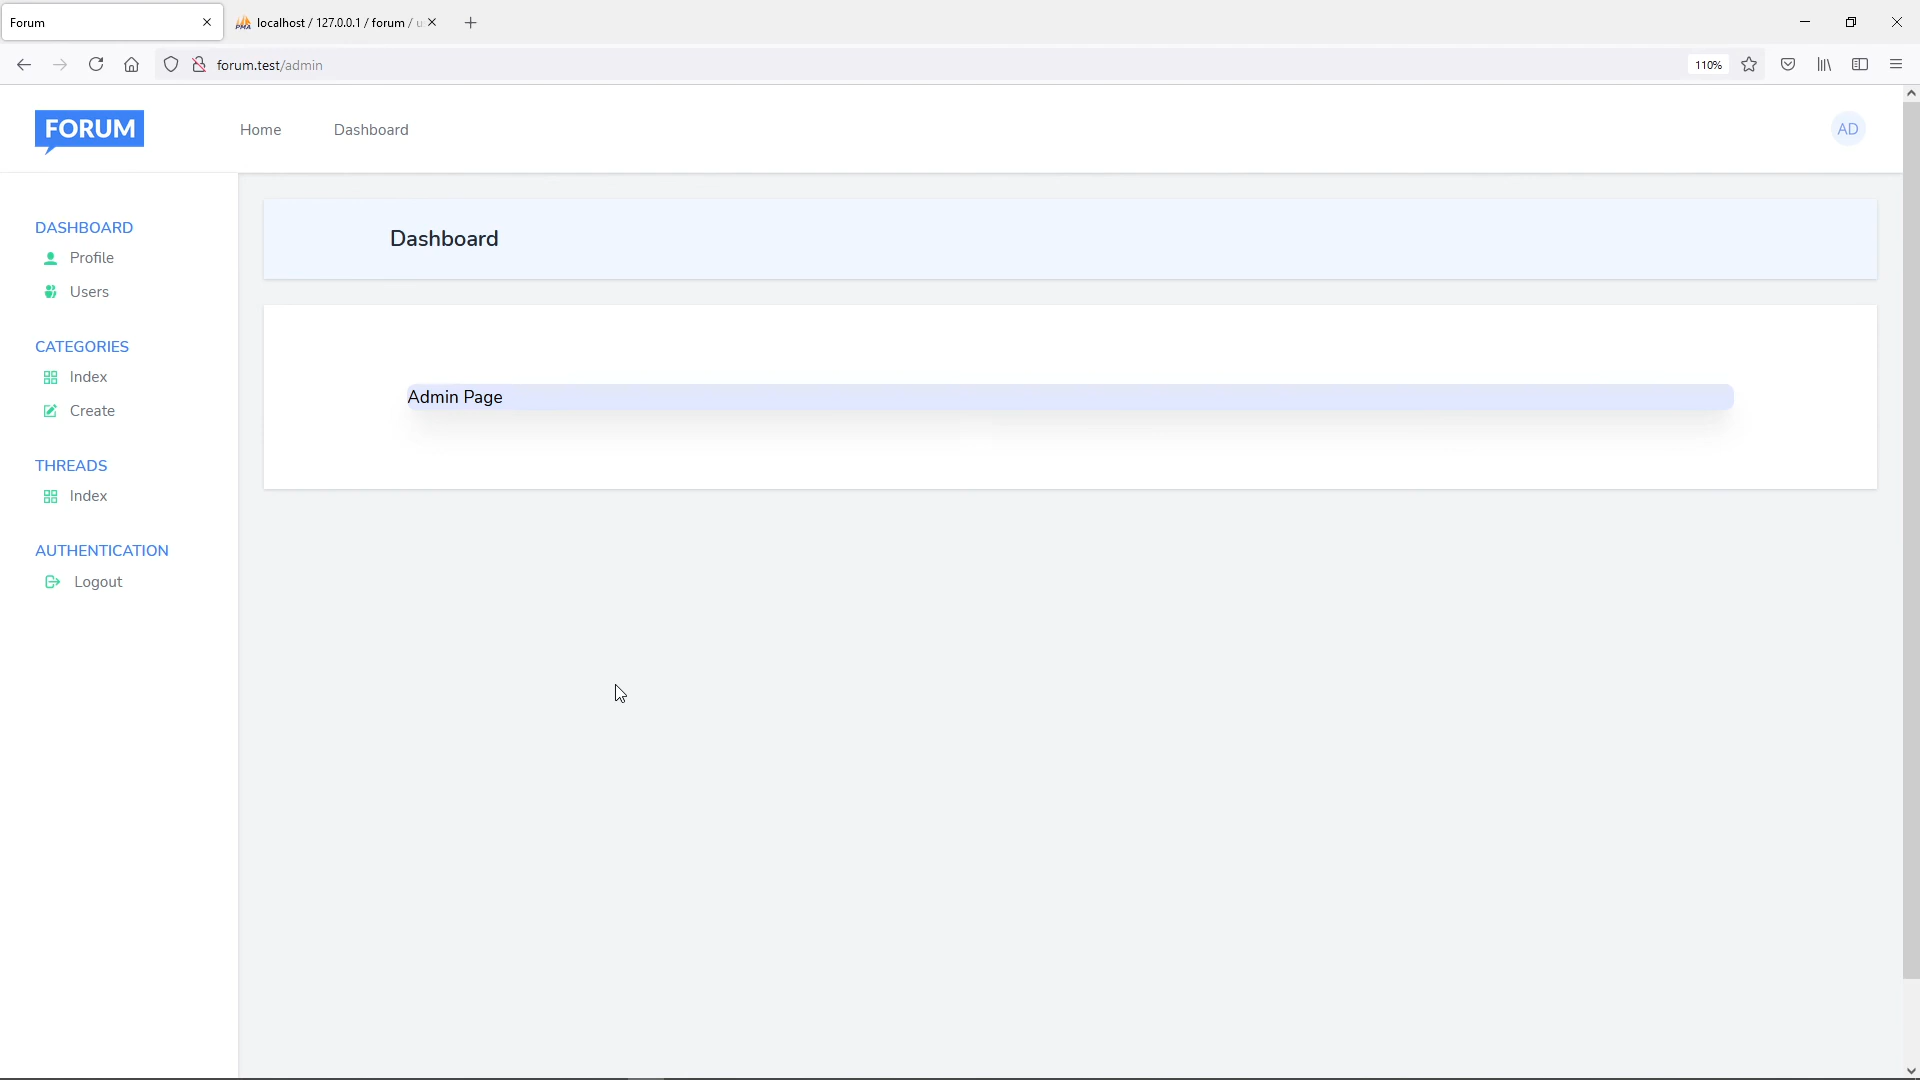 Forum
localhost / 127.0.0.1 / forum / u
forum.test/admin
110%
FORUM
Home
Dashboard
AD
DASHBOARD
Profile
Users
CATEGORIES
Index
Create
THREADS
Index
AUTHENTICATION
Logout
Dashboard
Admin Page